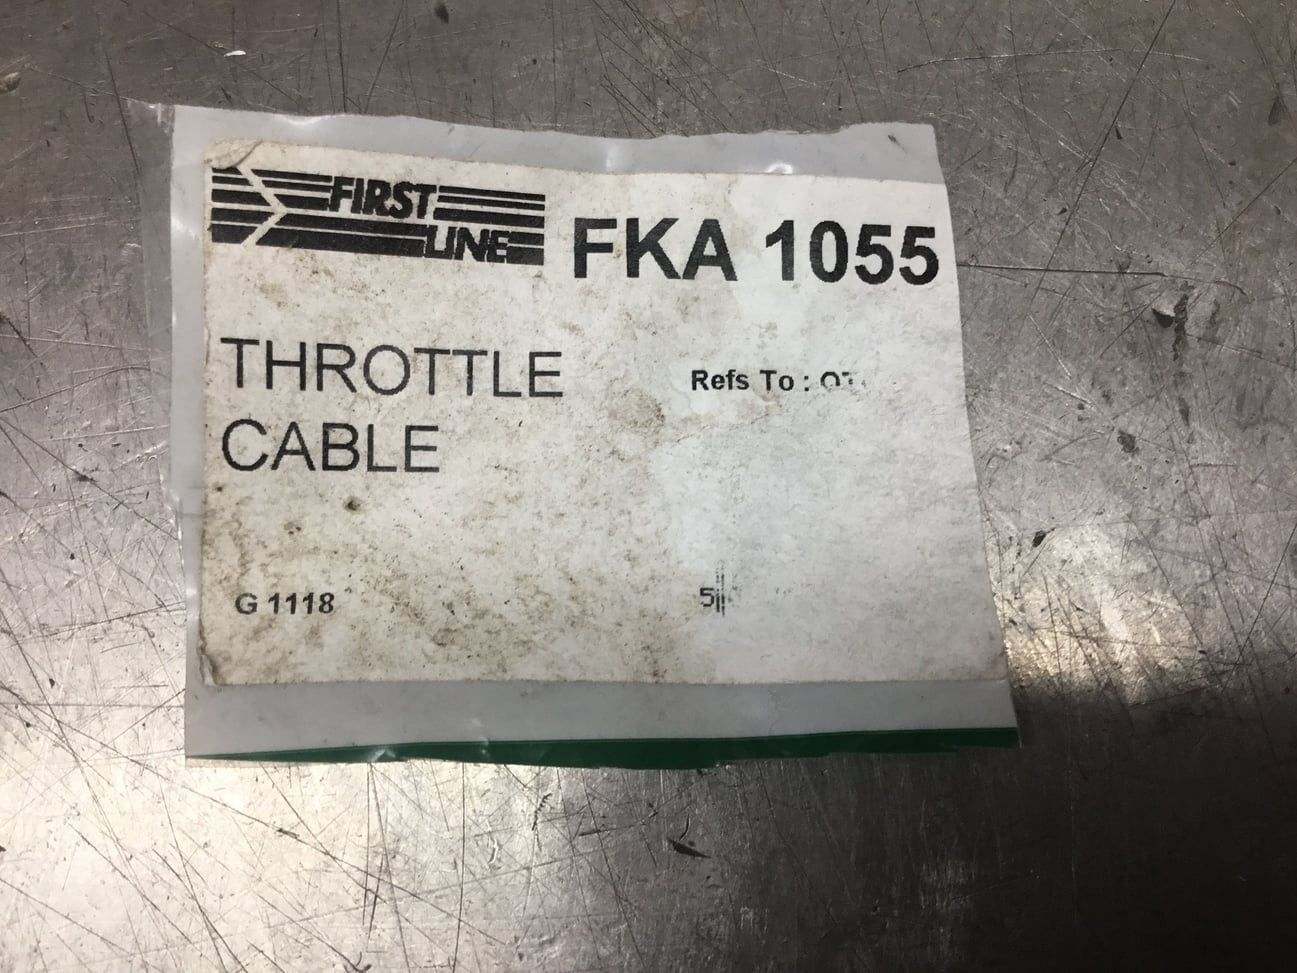 FIRST
LINE
FKA 1055
THROTTLE
CABLE
Refs To :
G 1118